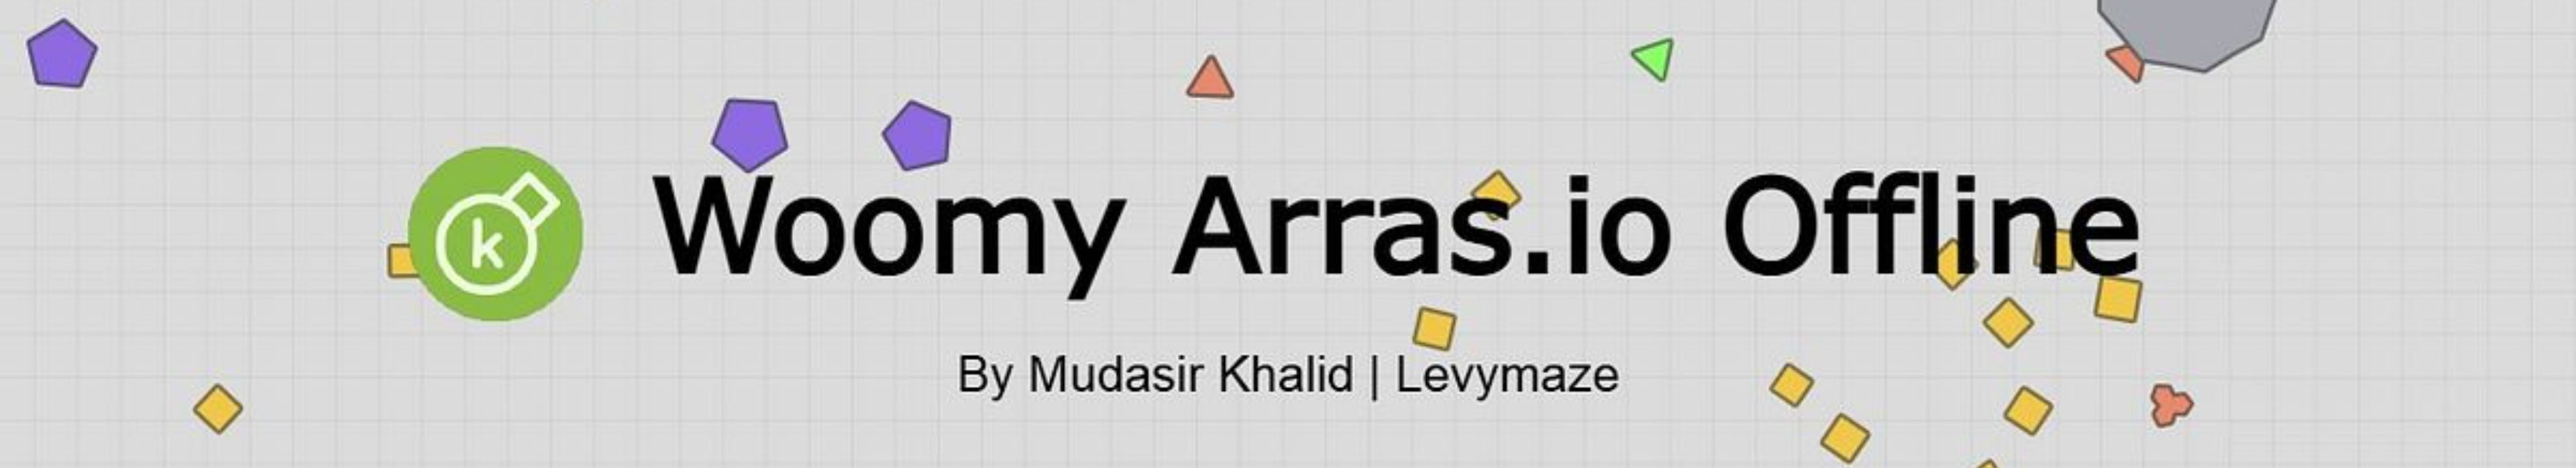 k
Woomy Arras.io Offline
By Mudasir Khalid | Levymaze